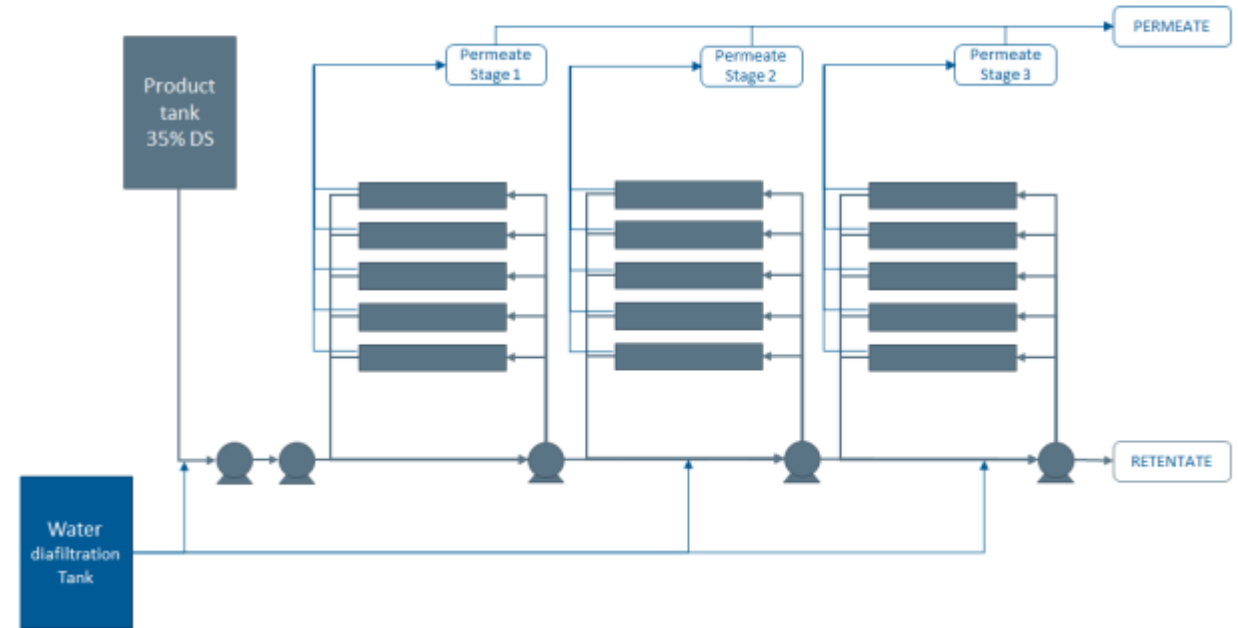 PERMEATE
Permeate
Stage 1
Permeate
Stage 2
Permeate
Stage 3
Product
tank
35% DS
RETENTATE
Water
diafiltration
Tank